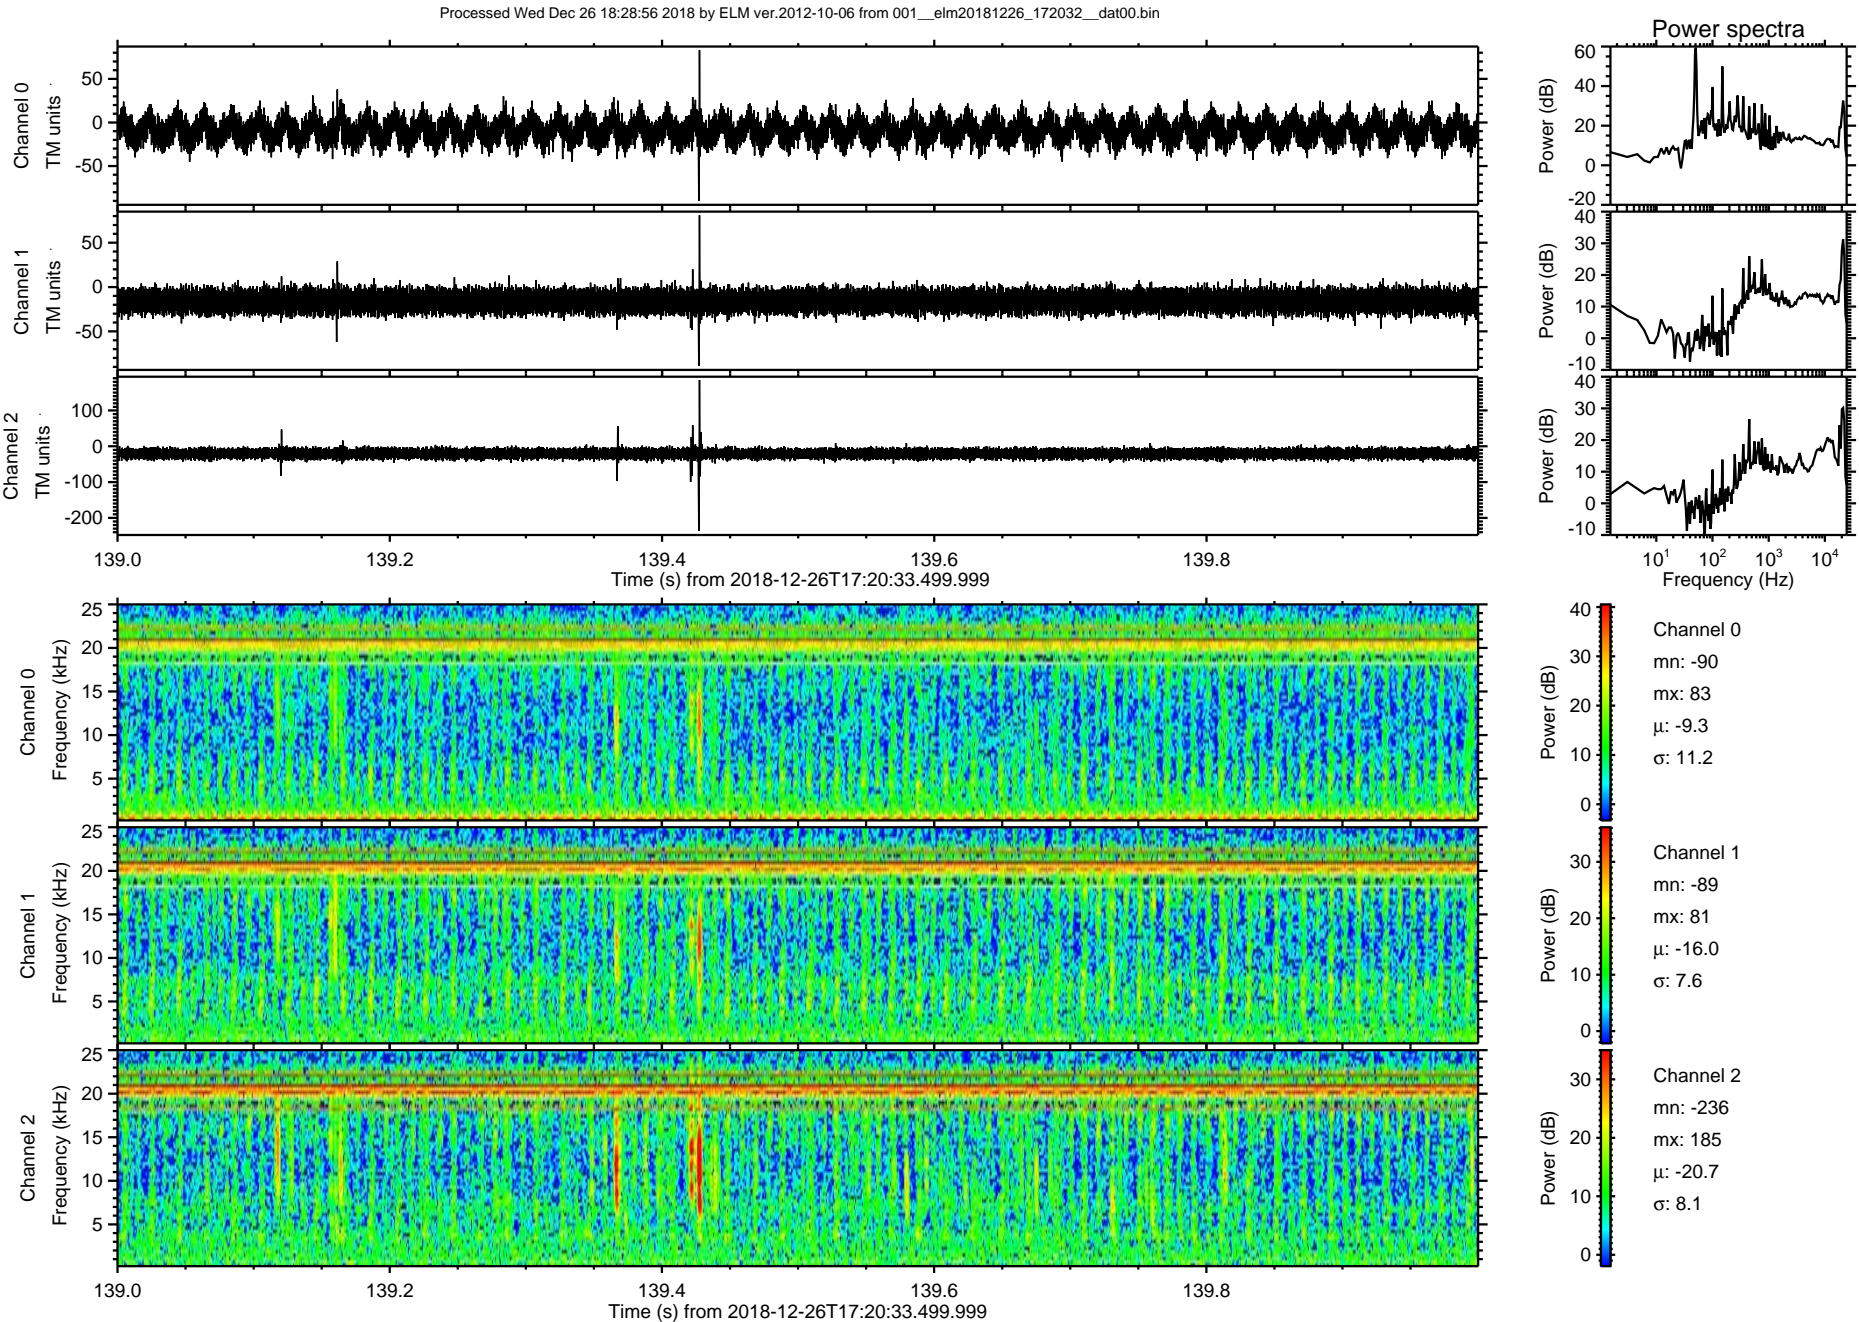 Processed Wed Dec 26 18:28:56 2018 by ELM ver.2012-10-06 from 001__elm20181226_172032__dat00.bin
Power spectra
Channel 0
TM units
50
0
-50
Power (dB)
60
40
20
0
-20
Channel 1
TM units
50
0
-50
Power (dB)
40
30
20
10
0
-10
Channel 2
TM units
100
0
-100
-200
Power (dB)
40
30
20
10
0
-10
139.0 139.2 139.4 139.6 139.8
Time (s) from 2018-12-26T17:20:33.499.999
10¹ 10² 10³ 10⁴
Frequency (Hz)
Channel 0
Frequency (kHz)
25
20
15
10
5
Power (dB)
40
30
20
10
0
Channel 0
mn: -90
mx: 83
μ: -9.3
σ: 11.2
Channel 1
Frequency (kHz)
25
20
15
10
5
Power (dB)
30
20
10
0
Channel 1
mn: -89
mx: 81
μ: -16.0
σ: 7.6
Channel 2
Frequency (kHz)
25
20
15
10
5
Power (dB)
30
20
10
0
Channel 2
mn: -236
mx: 185
μ: -20.7
σ: 8.1
139.0 139.2 139.4 139.6 139.8
Time (s) from 2018-12-26T17:20:33.499.999